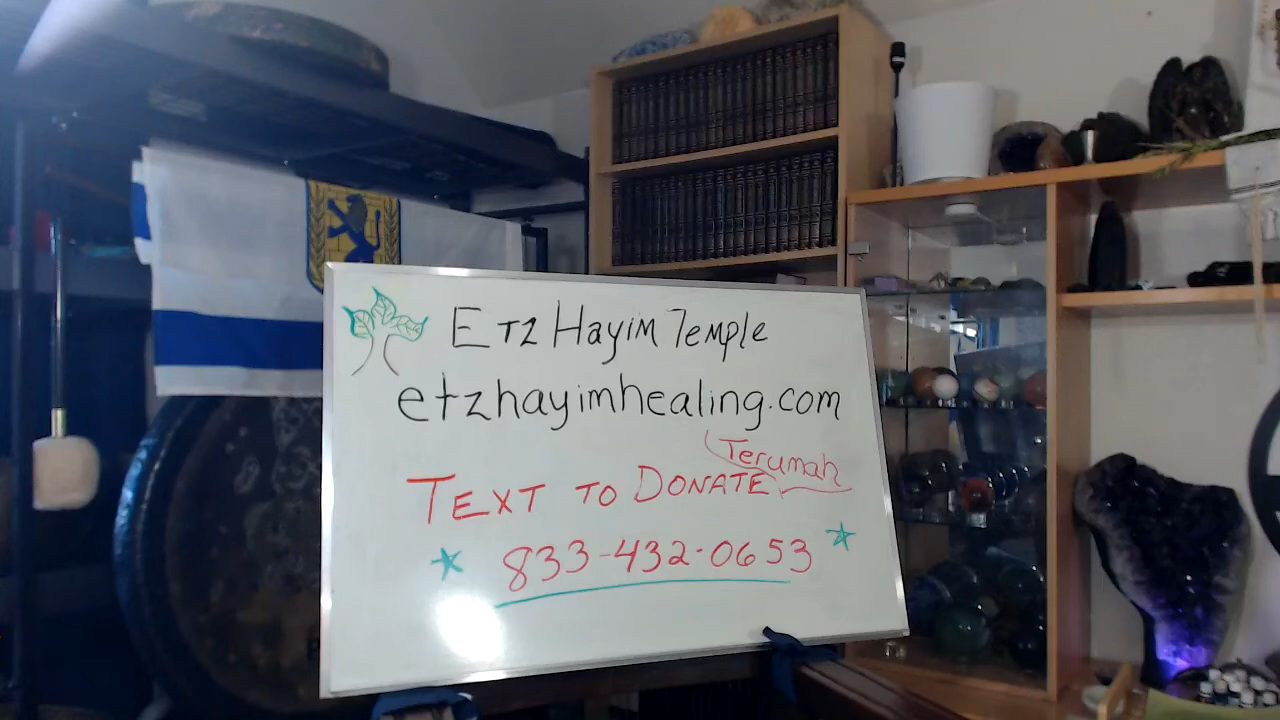 Etz Hayim Temple
etzhayimhealing.com
Terumah
TEXT TO DONATE
833-432-0653